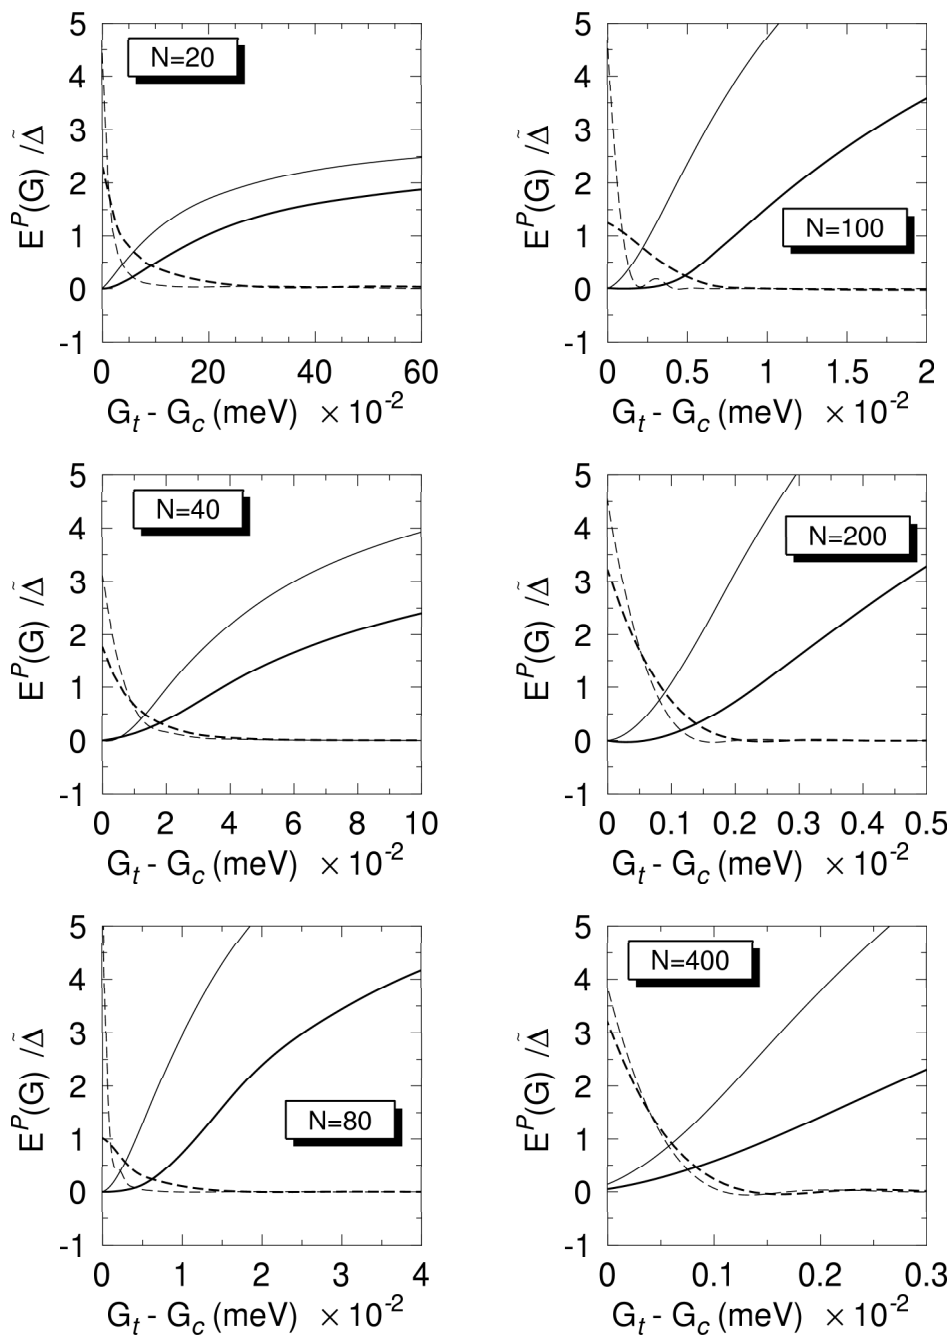 5
4
3
2
1
0
-1
E^P(G) /Δ̃
N=20
0 20 40 60
G_t - G_c (meV) × 10^-2
5
4
3
2
1
0
-1
E^P(G) /Δ̃
N=100
0 0.5 1 1.5 2
G_t - G_c (meV) × 10^-2
5
4
3
2
1
0
-1
E^P(G) /Δ̃
N=40
0 2 4 6 8 10
G_t - G_c (meV) × 10^-2
5
4
3
2
1
0
-1
E^P(G) /Δ̃
N=200
0 0.1 0.2 0.3 0.4 0.5
G_t - G_c (meV) × 10^-2
5
4
3
2
1
0
-1
E^P(G) /Δ̃
N=80
0 1 2 3 4
G_t - G_c (meV) × 10^-2
5
4
3
2
1
0
-1
E^P(G) /Δ̃
N=400
0 0.1 0.2 0.3
G_t - G_c (meV) × 10^-2